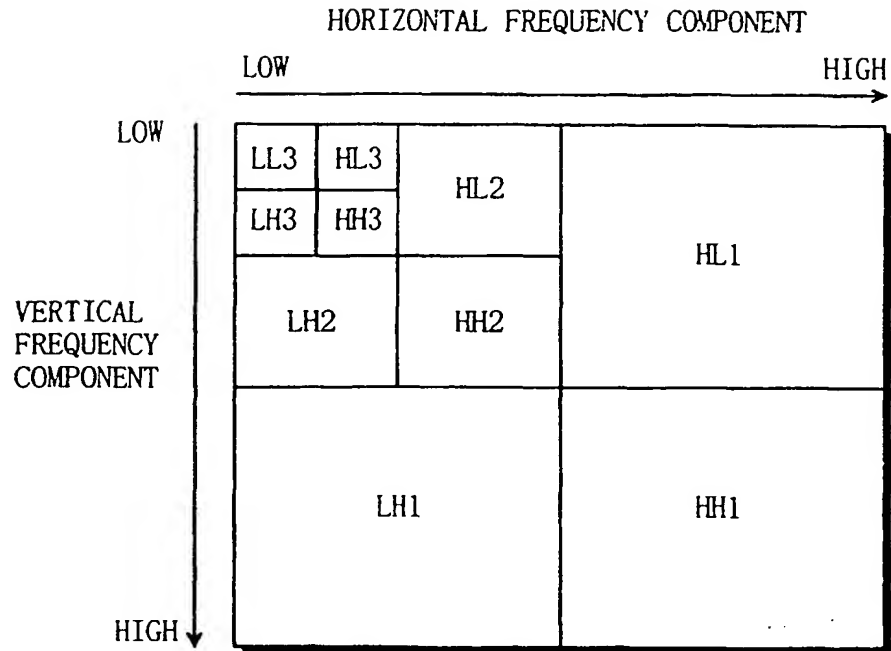 HORIZONTAL FREQUENCY COMPONENT
LOW HIGH
LOW
LL3 HL3 HL2 HL1
LH3 HH3
LH2 HH2
VERTICAL
FREQUENCY
COMPONENT
LH1 HH1
HIGH